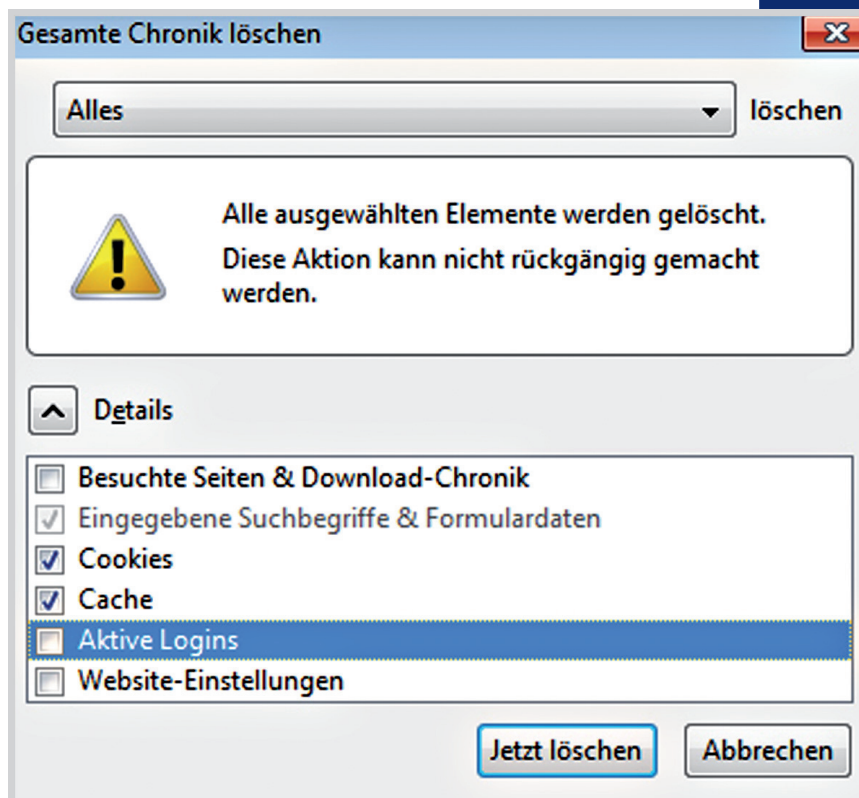 Gesamte Chronik löschen
Alles löschen
Alle ausgewählten Elemente werden gelöscht.
Diese Aktion kann nicht rückgängig gemacht
werden.
Details
Besuchte Seiten & Download-Chronik
Eingegebene Suchbegriffe & Formulardaten
Cookies
Cache
Aktive Logins
Website-Einstellungen
Jetzt löschen Abbrechen